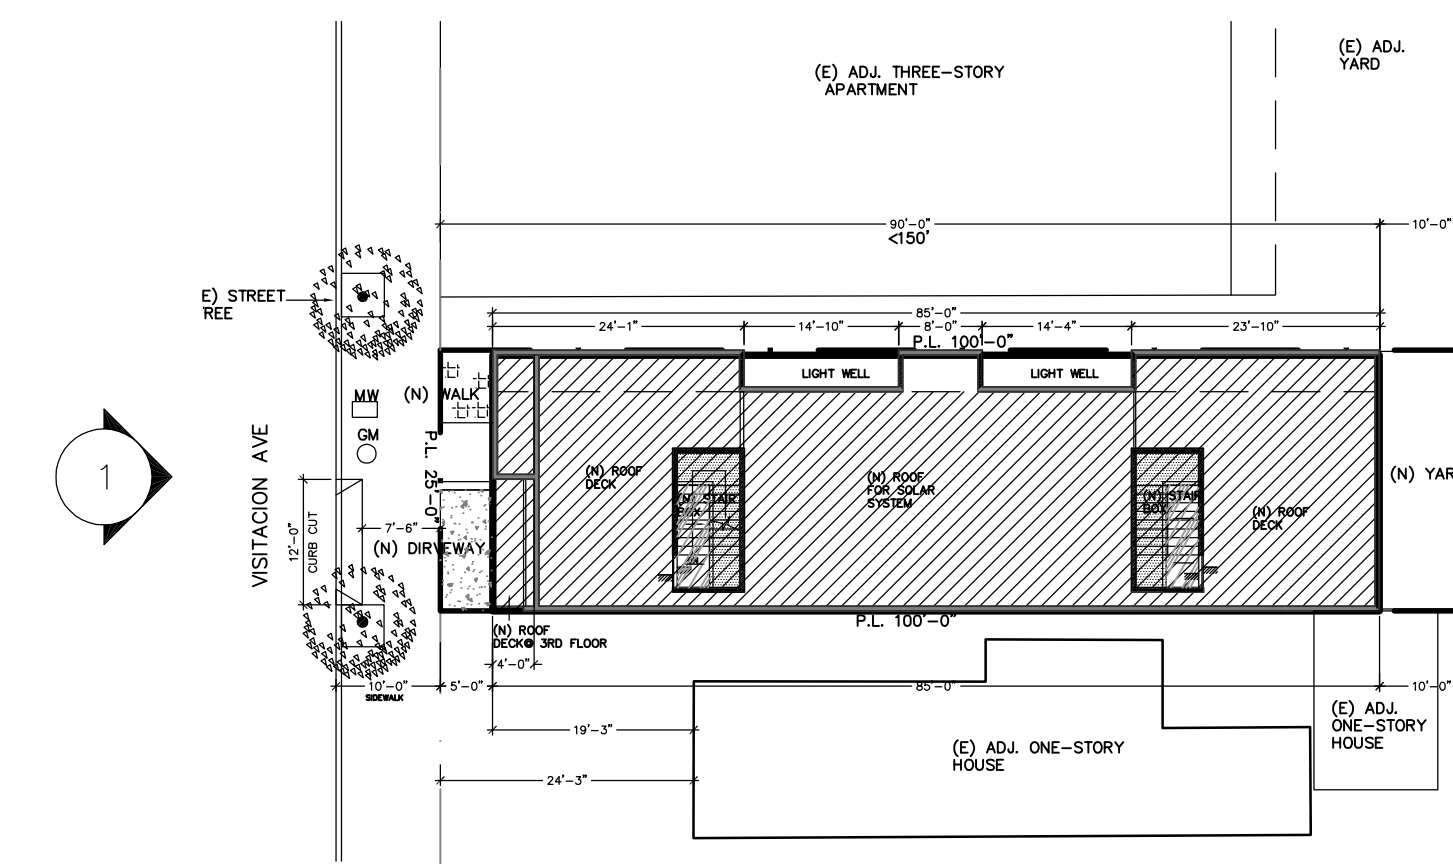 (E) ADJ.
YARD
(E) ADJ. THREE-STORY
APARTMENT
90'-0"
10'-0"
<150'
E) STREET
REE
85'-0"
24'-1"
14'-10"
8'-0"
14'-4"
23'-10"
P.L. 100'-0"
LIGHT WELL
LIGHT WELL
MW
(N) WALK
GM
P.L. 25'-0"
1
VISITACION AVE
(N) ROOF
DECK
(N) ROOF
FOR SOLAR
SYSTEM
(N) STAIR
BOX
(N) STAIR
BOX
(N) ROOF
DECK
(N) YAR
12'-0"
CURB CUT
7'-6"
(N) DIRVEWAY
P.L. 100'-0"
(N) ROOF
DECK@ 3RD FLOOR
4'-0"
10'-0"
SIDEWALK
5'-0"
85'-0"
10'-0"
19'-3"
(E) ADJ.
ONE-STORY
HOUSE
(E) ADJ. ONE-STORY
HOUSE
24'-3"